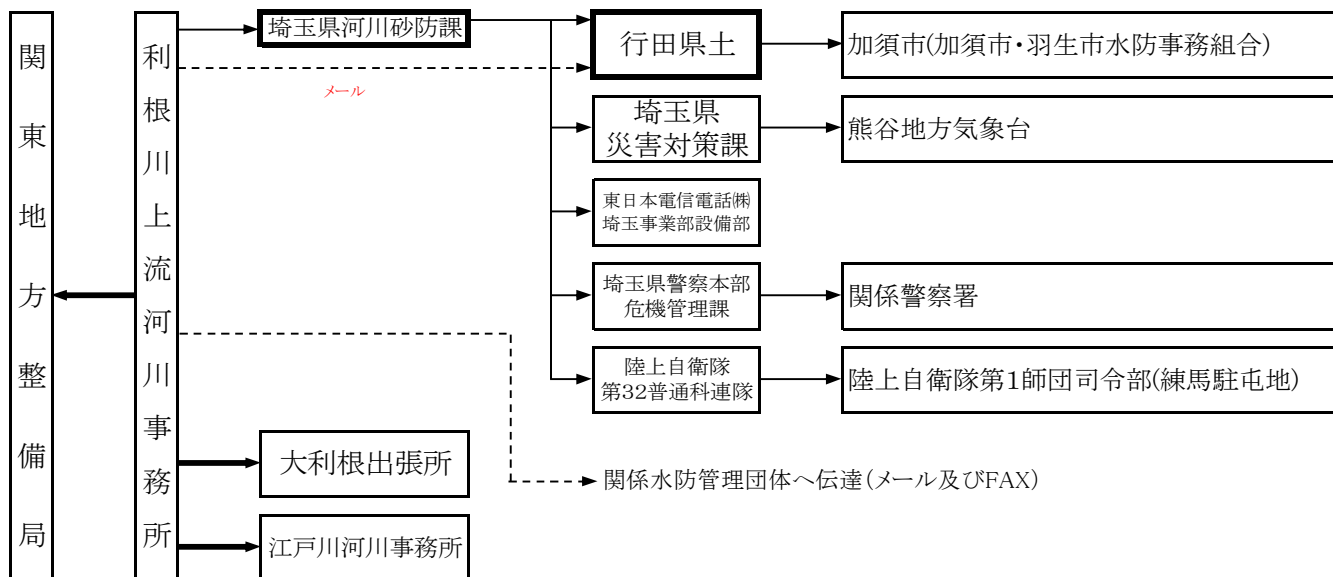 関東地方整備局
利根川上流河川事務所
埼玉県河川砂防課
メール
行田県土
加須市(加須市・羽生市水防事務組合)
埼玉県
災害対策課
熊谷地方気象台
東日本電信電話㈱
埼玉事業部設備部
埼玉県警察本部
危機管理課
関係警察署
陸上自衛隊
第32普通科連隊
陸上自衛隊第1師団司令部(練馬駐屯地)
大利根出張所
関係水防管理団体へ伝達(メール及びFAX)
江戸川河川事務所